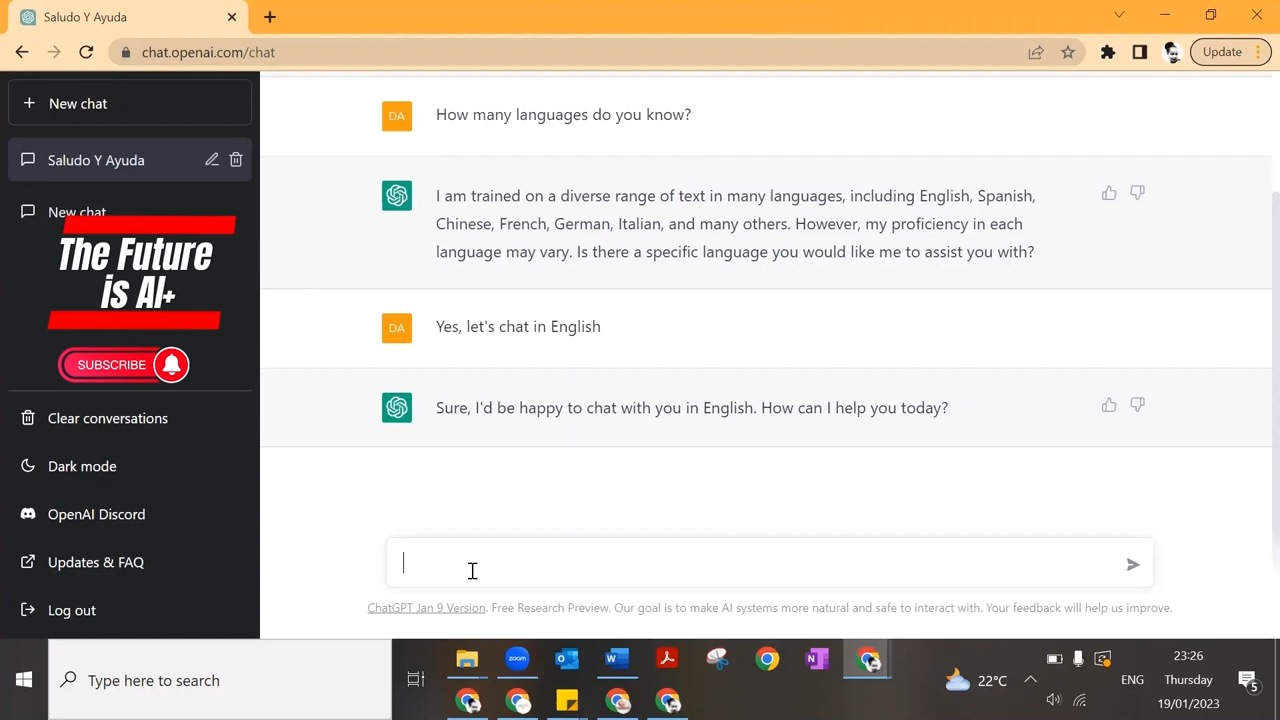 Saludo Y Ayuda
chat.openai.com/chat
Update
New chat
Saludo Y Ayuda
New chat
The Future
is AI+
SUBSCRIBE
Clear conversations
Dark mode
OpenAI Discord
Updates & FAQ
Log out
DA
How many languages do you know?
I am trained on a diverse range of text in many languages, including English, Spanish,
Chinese, French, German, Italian, and many others. However, my proficiency in each
language may vary. Is there a specific language you would like me to assist you with?
DA
Yes, let's chat in English
Sure, I'd be happy to chat with you in English. How can I help you today?
ChatGPT Jan 9 Version. Free Research Preview. Our goal is to make AI systems more natural and safe to interact with. Your feedback will help us improve.
Type here to search
zoom
22°C
ENG
23:26
Thursday
19/01/2023
5